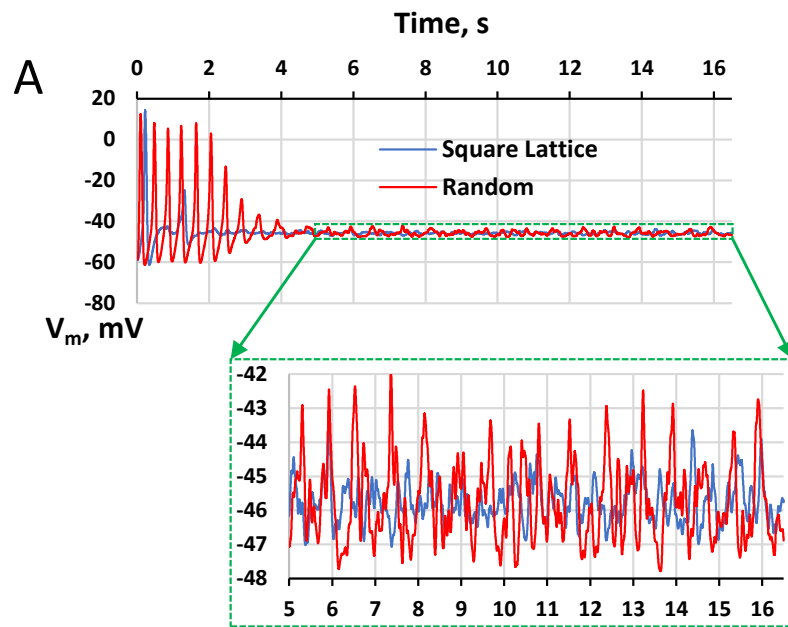 Time, s
A
0 2 4 6 8 10 12 14 16
20
0
-20
-40
-60
-80
Square Lattice
Random
Vm, mV
-42
-43
-44
-45
-46
-47
-48
5 6 7 8 9 10 11 12 13 14 15 16